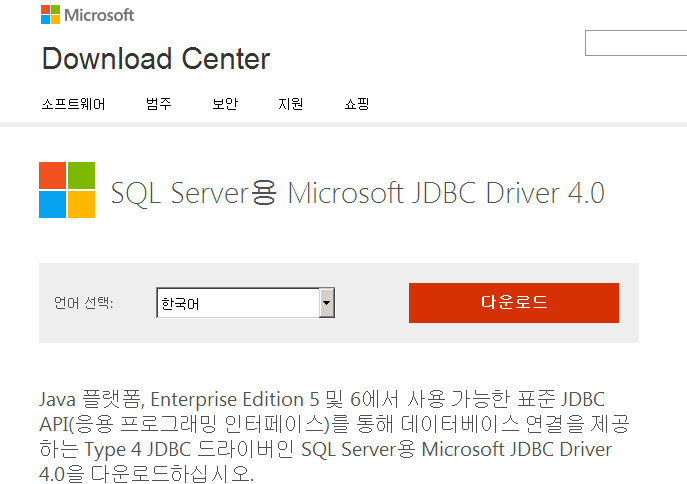 Microsoft
Download Center
소프트웨어 범주 보안 지원 쇼핑
SQL Server용 Microsoft JDBC Driver 4.0
언어 선택: 한국어 다운로드
Java 플랫폼, Enterprise Edition 5 및 6에서 사용 가능한 표준 JDBC
API(응용 프로그래밍 인터페이스)를 통해 데이터베이스 연결을 제공
하는 Type 4 JDBC 드라이버인 SQL Server용 Microsoft JDBC Driver
4.0을 다운로드하십시오.